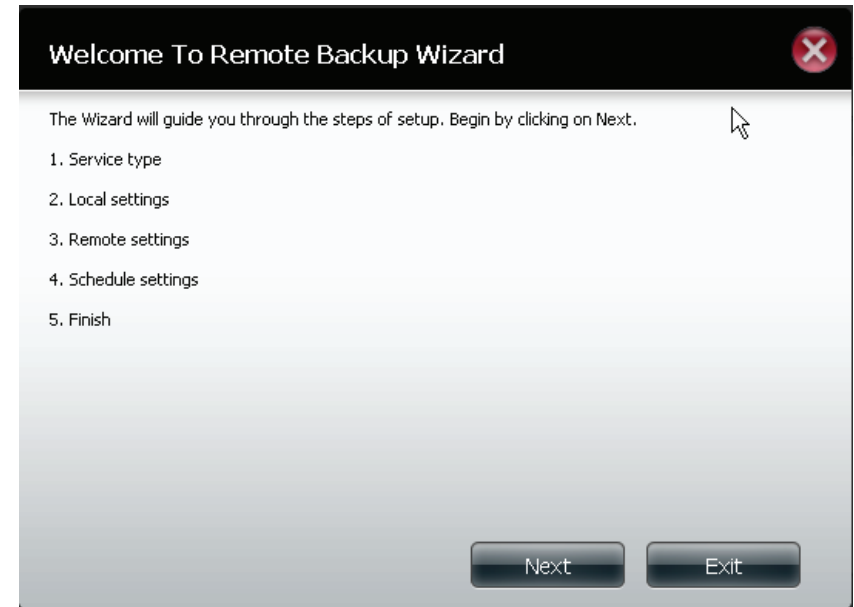 Welcome To Remote Backup Wizard
The Wizard will guide you through the steps of setup. Begin by clicking on Next.
1. Service type
2. Local settings
3. Remote settings
4. Schedule settings
5. Finish
Next
Exit